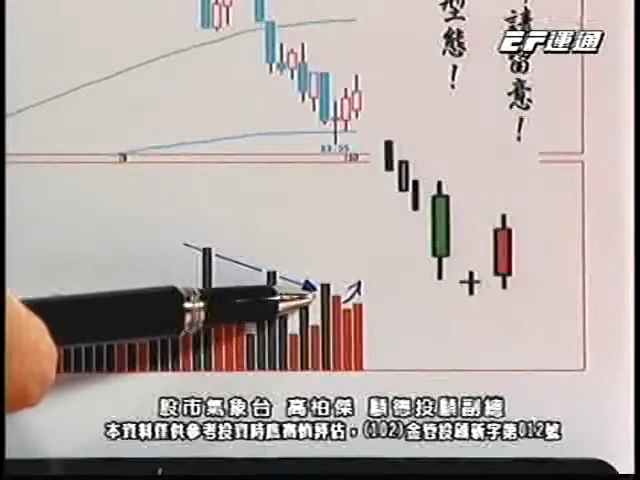 請留意！
型態！
EF運通
股市氣象台 高柏傑 顧德投顧副總
本資料僅供參考投資時應審慎評估，(102)金管投顧新字第012號